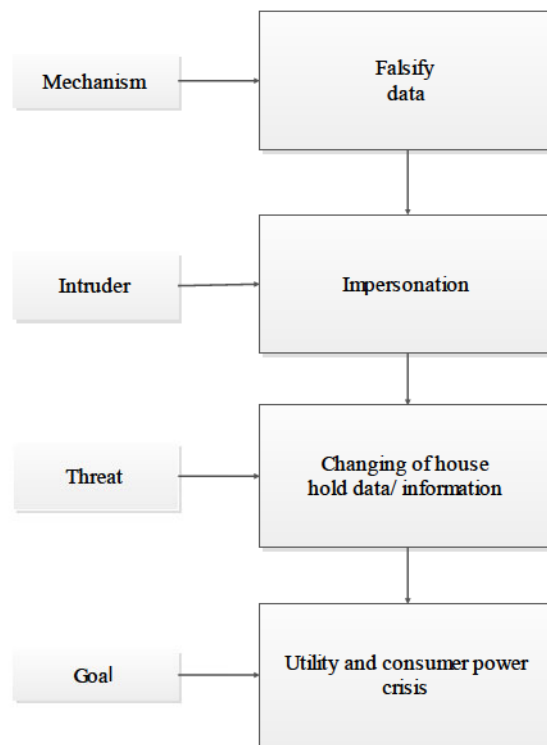 Mechanism
Falsify
data
Intruder
Impersonation
Threat
Changing of house
hold data/ information
Goal
Utility and consumer power
crisis